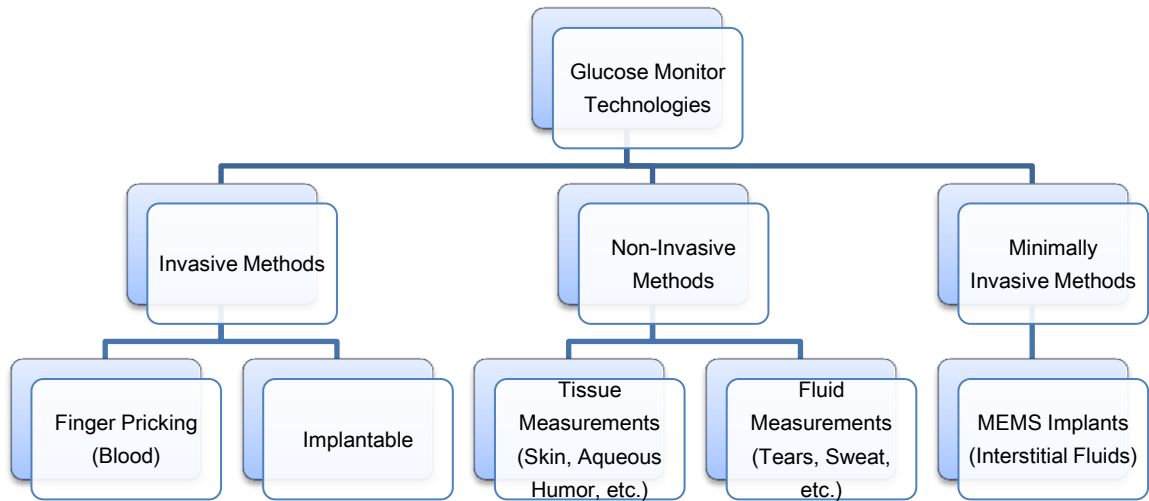 Glucose Monitor
Technologies
Invasive Methods
Non-Invasive
Methods
Minimally
Invasive Methods
Finger Pricking
(Blood)
Implantable
Tissue
Measurements
(Skin, Aqueous
Humor, etc.)
Fluid
Measurements
(Tears, Sweat,
etc.)
MEMS Implants
(Interstitial Fluids)